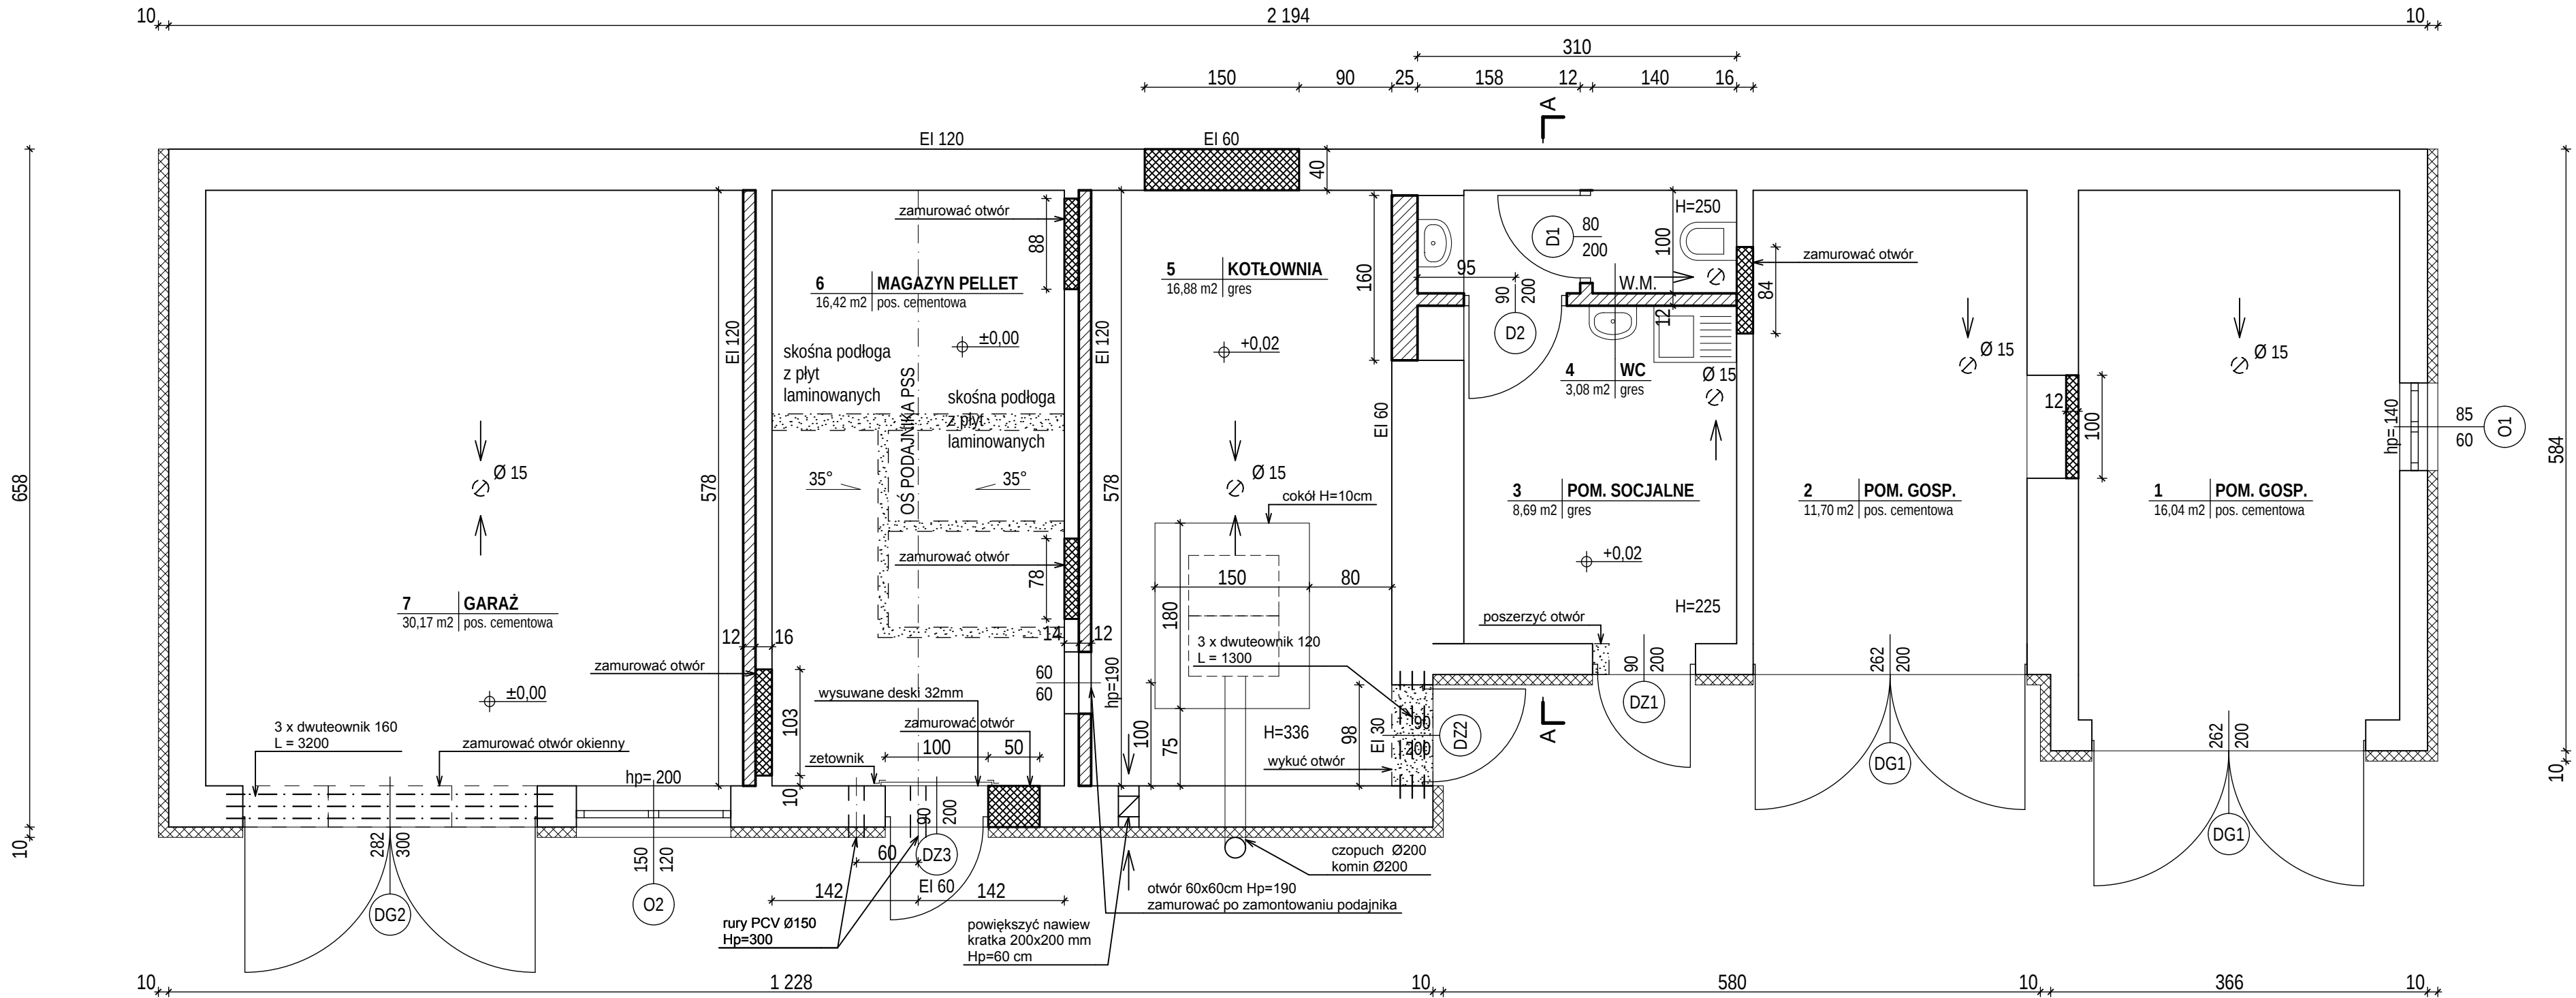 10
2 194
10
310
150
90
25
158
12
140
16
A
EI 120
EI 60
40
658
584
zamurować otwór
88
6 MAGAZYN PELLET
16,42 m2 pos. cementowa
5 KOTŁOWNIA
16,88 m2 gres
160
95
D1
80
200
H=250
100
W.M.
90
200
D2
12
zamurować otwór
84
EI 120
±0,00
EI 120
+0,02
skośna podłoga
z płyt
laminowanych
OŚ PODAJNIKA PSS
skośna podłoga
z płyt
laminowanych
EI 60
4 WC
3,08 m2 gres
Ø 15
Ø 15
Ø 15
12
100
hp= 140
85
60
O1
Ø 15
578
35°
35°
578
Ø 15
cokół H=10cm
3 POM. SOCJALNE
8,69 m2 gres
2 POM. GOSP.
11,70 m2 pos. cementowa
1 POM. GOSP.
16,04 m2 pos. cementowa
zamurować otwór
78
150
80
180
+0,02
H=225
7 GARAŻ
30,17 m2 pos. cementowa
12
16
14
12
poszerzyć otwór
3 x dwuteownik 120
L = 1300
zamurować otwór
60
60
hp=190
90
200
DZ1
262
200
DG1
262
200
DG1
±0,00
103
wysuwane deski 32mm
zamurować otwór
100
50
100
75
H=336
98
EI 30
90
200
DZ2
A
3 x dwuteownik 160
L = 3200
zamurować otwór okienny
zetownik
wykuć otwór
hp= 200
10
282
300
DG2
150
120
O2
90
200
60
DZ3
EI 60
142
142
czopuch Ø200
komin Ø200
otwór 60x60cm Hp=190
zamurować po zamontowaniu podajnika
rury PCV Ø150
Hp=300
powiększyć nawiew
kratka 200x200 mm
Hp=60 cm
10
10
10
1 228
10
580
10
366
10